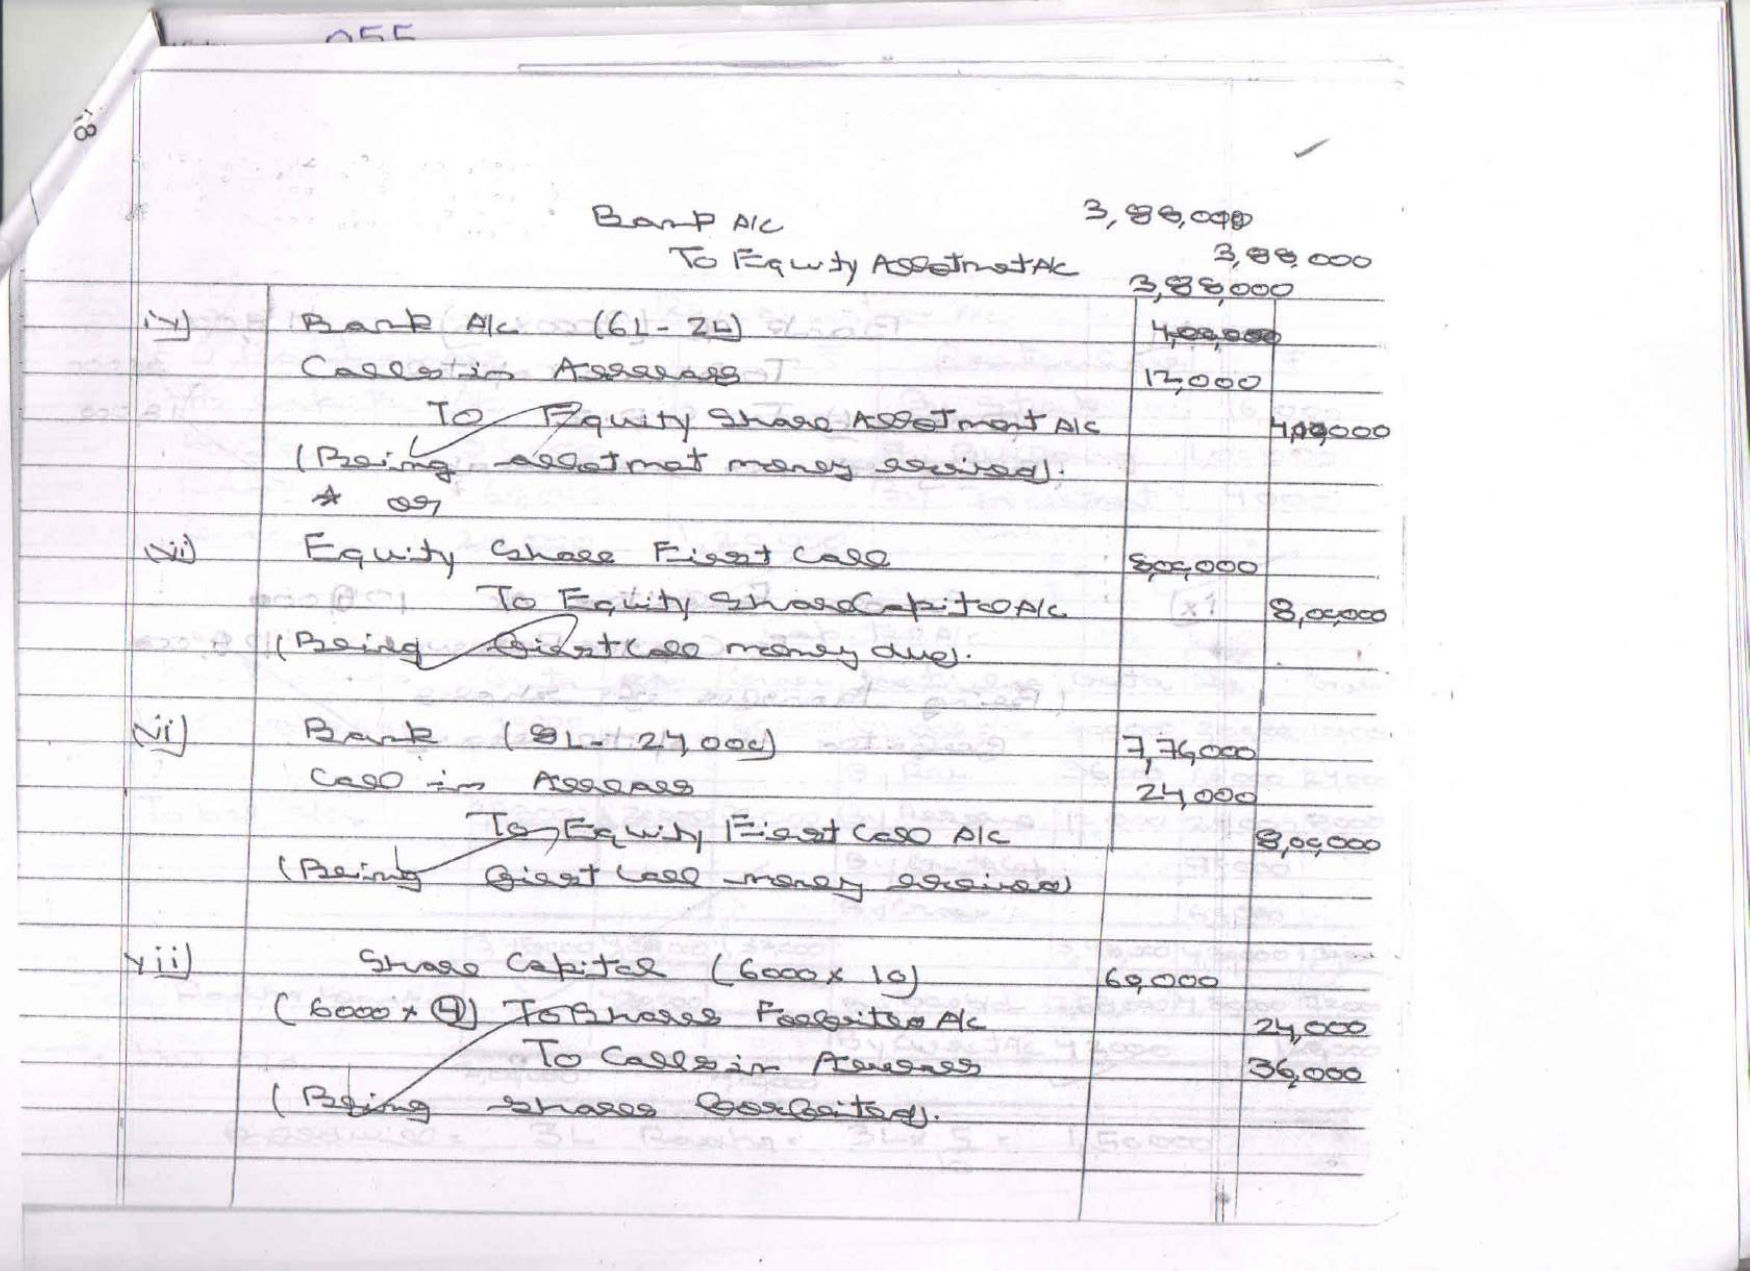 055
Bank A/c 3,88,000
To Equity Allotmet A/c 3,88,000
3,88,000
iv) Bank A/c (6L - 2L) 4,00,000
Calls in Arrears 12,000
To Equity Share Allotment A/c 4,00,000
(Being allotmet money received).
* or
vi) Equity Share First Call 8,00,000
To Equity Share Capital A/c 8,00,000
(Being first call money due).
vi) Bank (8L - 24,000) 7,76,000
Call in Arrears 24,000
To Equity First Call A/c 8,00,000
(Being first call money received)
vii) Share Capital (6000 x 10) 60,000
(6000 x 4) To Shares Forfeited A/c 24,000
To Calls in Arrears 36,000
(Being shares forfeited).